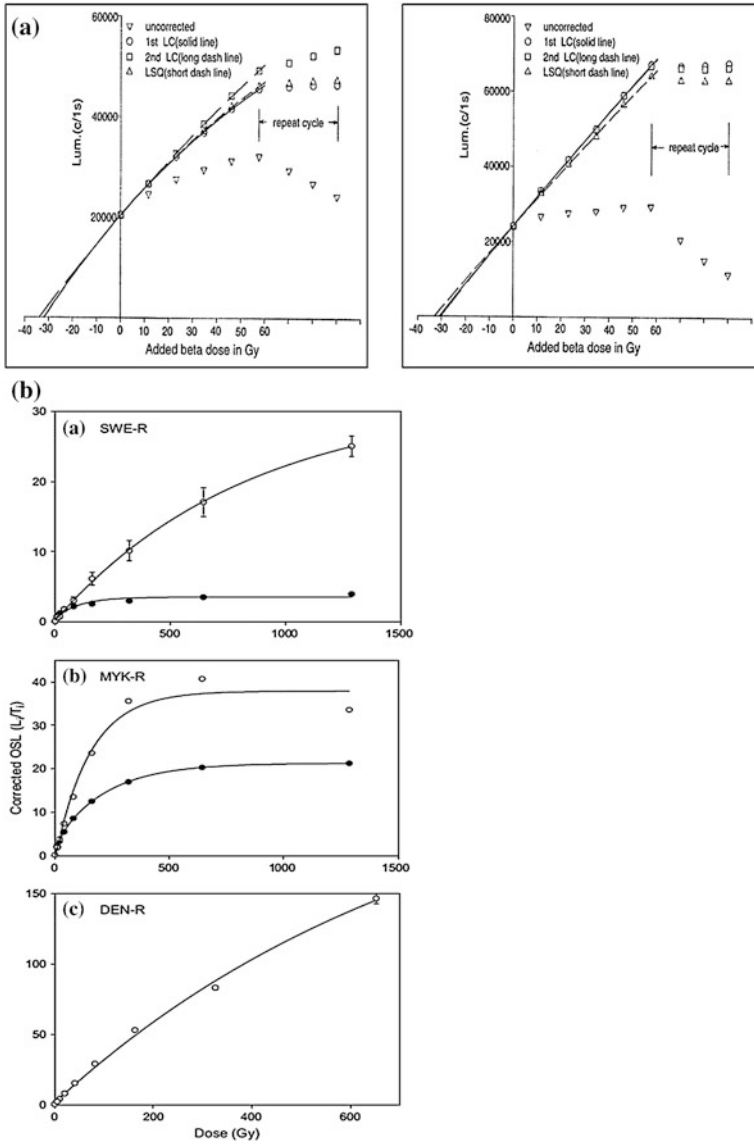 (a)
60000
40000
20000
0
Lum.(c/1s)
▽ uncorrected
○ 1st LC(solid line)
□ 2nd LC(long dash line)
△ LSQ(short dash line)
repeat cycle
-40 -30 -20 -10 0 10 20 30 40 50 60
Added beta dose in Gy
80000
60000
40000
20000
0
Lum.(c/1s)
▽ uncorrected
○ 1st LC(solid line)
□ 2nd LC(long dash line)
△ LSQ(short dash line)
repeat cycle
-40 -30 -20 -10 0 10 20 30 40 50 60
Added beta dose in Gy
(b)
(a) SWE-R
30
20
10
0
0 500 1000 1500
(b) MYK-R
40
30
20
10
0
0 500 1000 1500
Corrected OSL (Li/Ti)
(c) DEN-R
150
100
50
0
0 200 400 600
Dose (Gy)